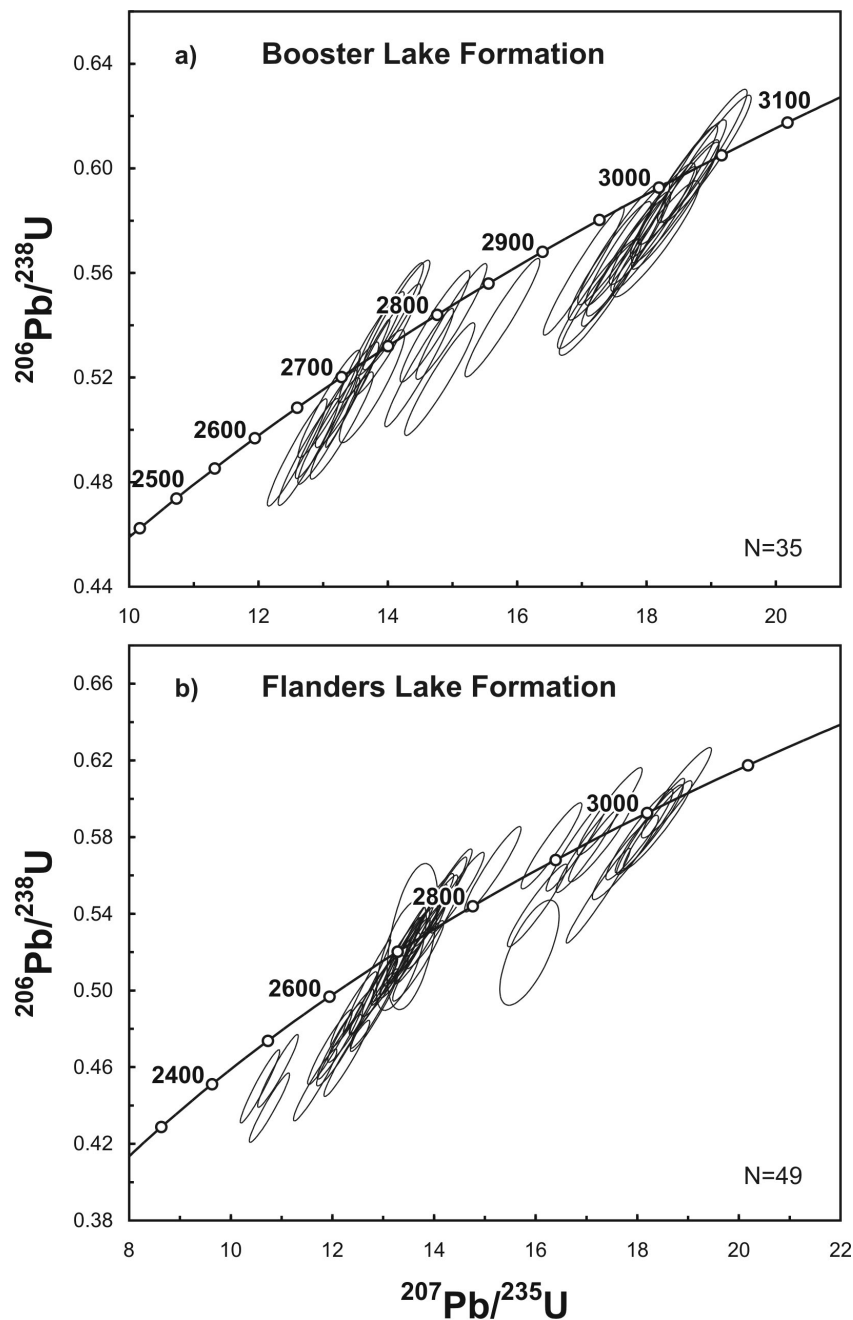 a) Booster Lake Formation
0.64
0.60
0.56
0.52
0.48
0.44
3100
3000
2900
2800
2700
2600
2500
N=35
10 12 14 16 18 20
206Pb/238U
b) Flanders Lake Formation
0.66
0.62
0.58
0.54
0.50
0.46
0.42
0.38
3000
2800
2600
2400
N=49
8 10 12 14 16 18 20 22
206Pb/238U
207Pb/235U